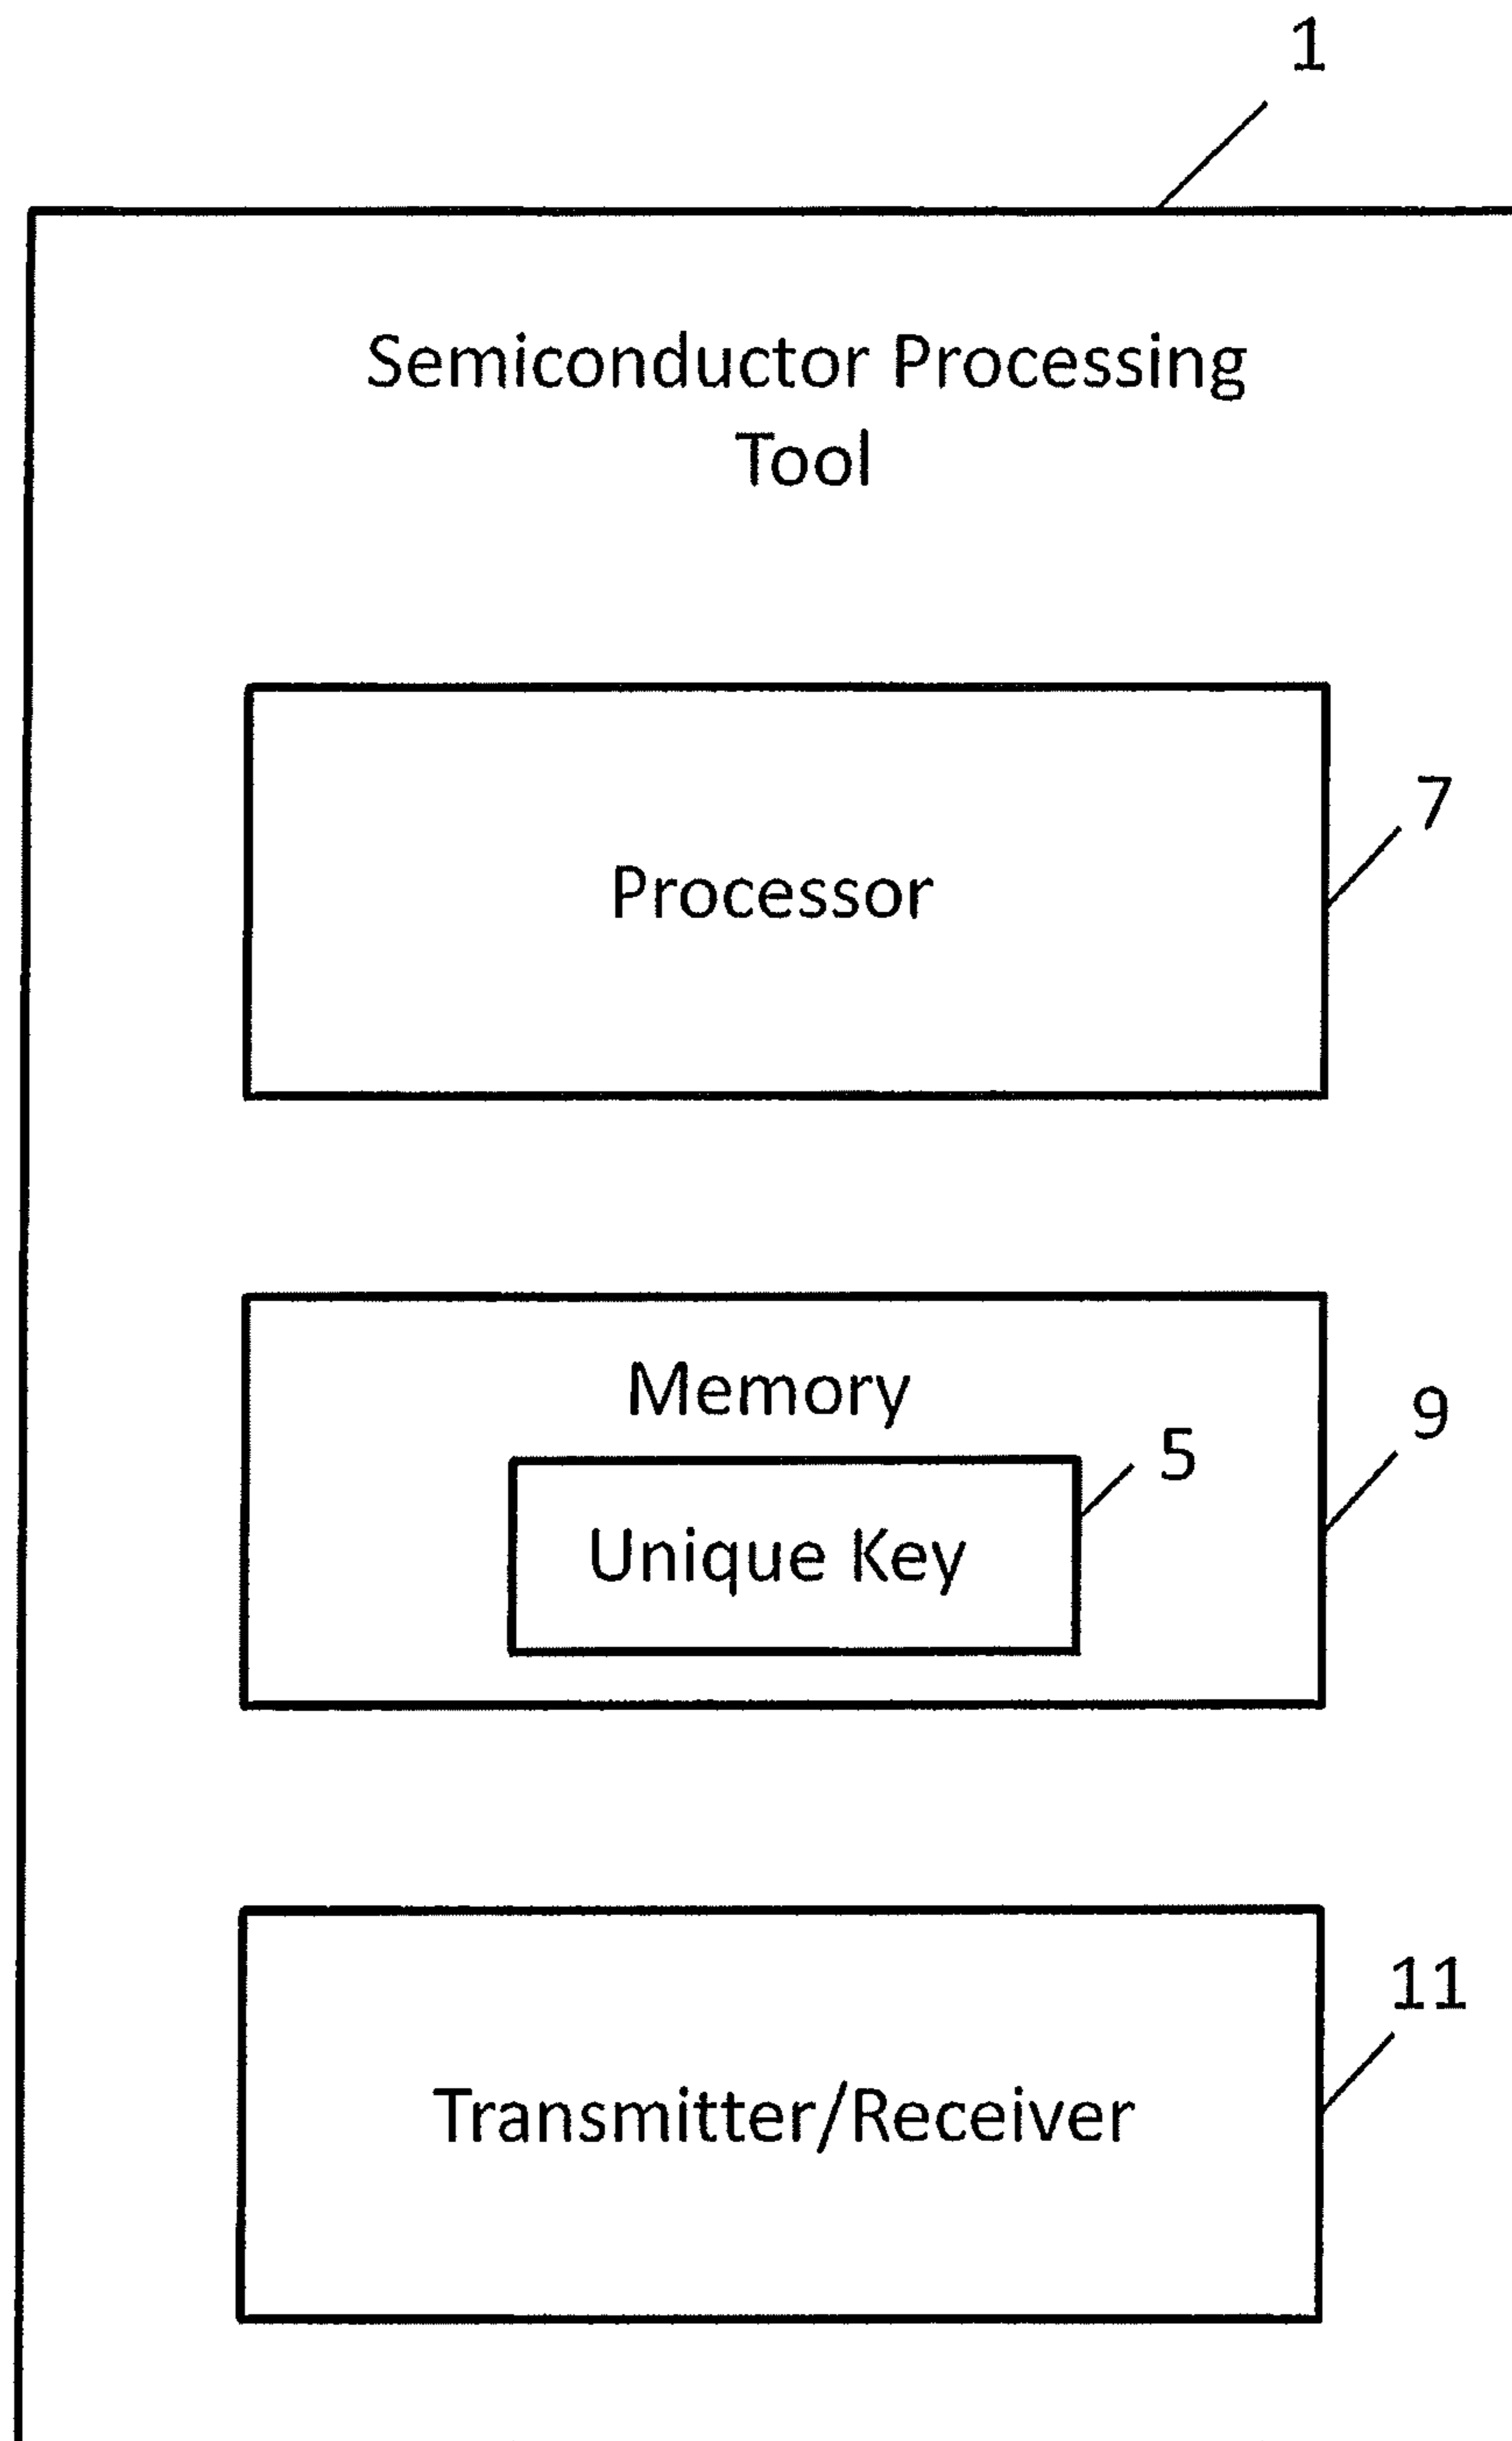 1
Semiconductor Processing
Tool
7
Processor
Memory
9
5
Unique Key
11
Transmitter/Receiver